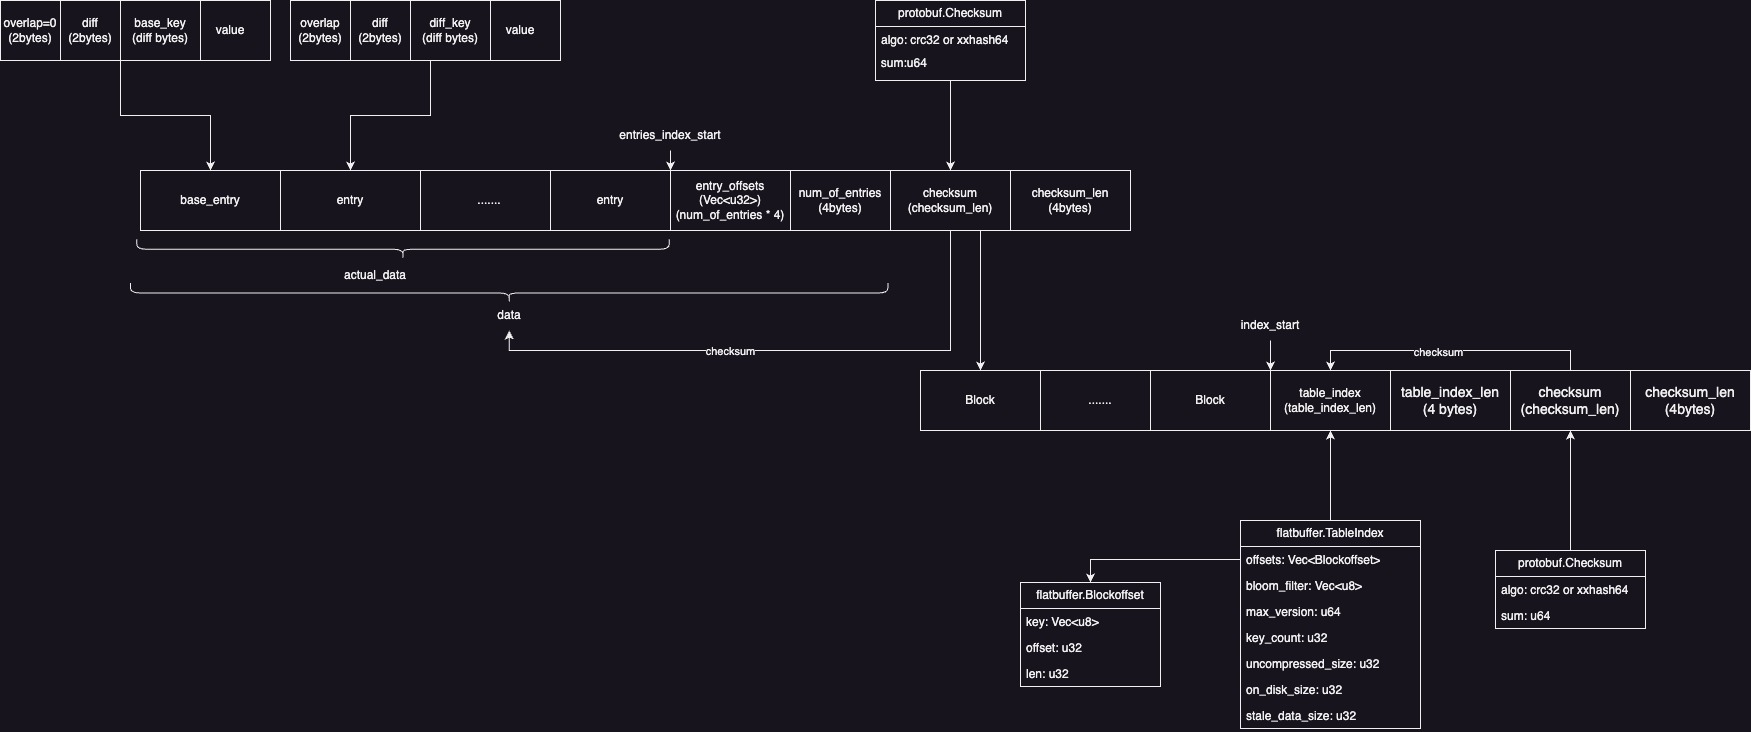 overlap=0
(2bytes)
diff
(2bytes)
base_key
(diff bytes)
value
overlap
(2bytes)
diff
(2bytes)
diff_key
(diff bytes)
value
protobuf.Checksum
algo: crc32 or xxhash64
sum:u64
entries_index_start
base_entry
entry
.......
entry
entry_offsets
(Vec<u32>)
(num_of_entries * 4)
num_of_entries
(4bytes)
checksum
(checksum_len)
checksum_len
(4bytes)
actual_data
data
checksum
index_start
checksum
Block
.......
Block
table_index
(table_index_len)
table_index_len
(4 bytes)
checksum
(checksum_len)
checksum_len
(4bytes)
flatbuffer.Blockoffset
key: Vec<u8>
offset: u32
len: u32
flatbuffer.TableIndex
offsets: Vec<Blockoffset>
bloom_filter: Vec<u8>
max_version: u64
key_count: u32
uncompressed_size: u32
on_disk_size: u32
stale_data_size: u32
protobuf.Checksum
algo: crc32 or xxhash64
sum: u64